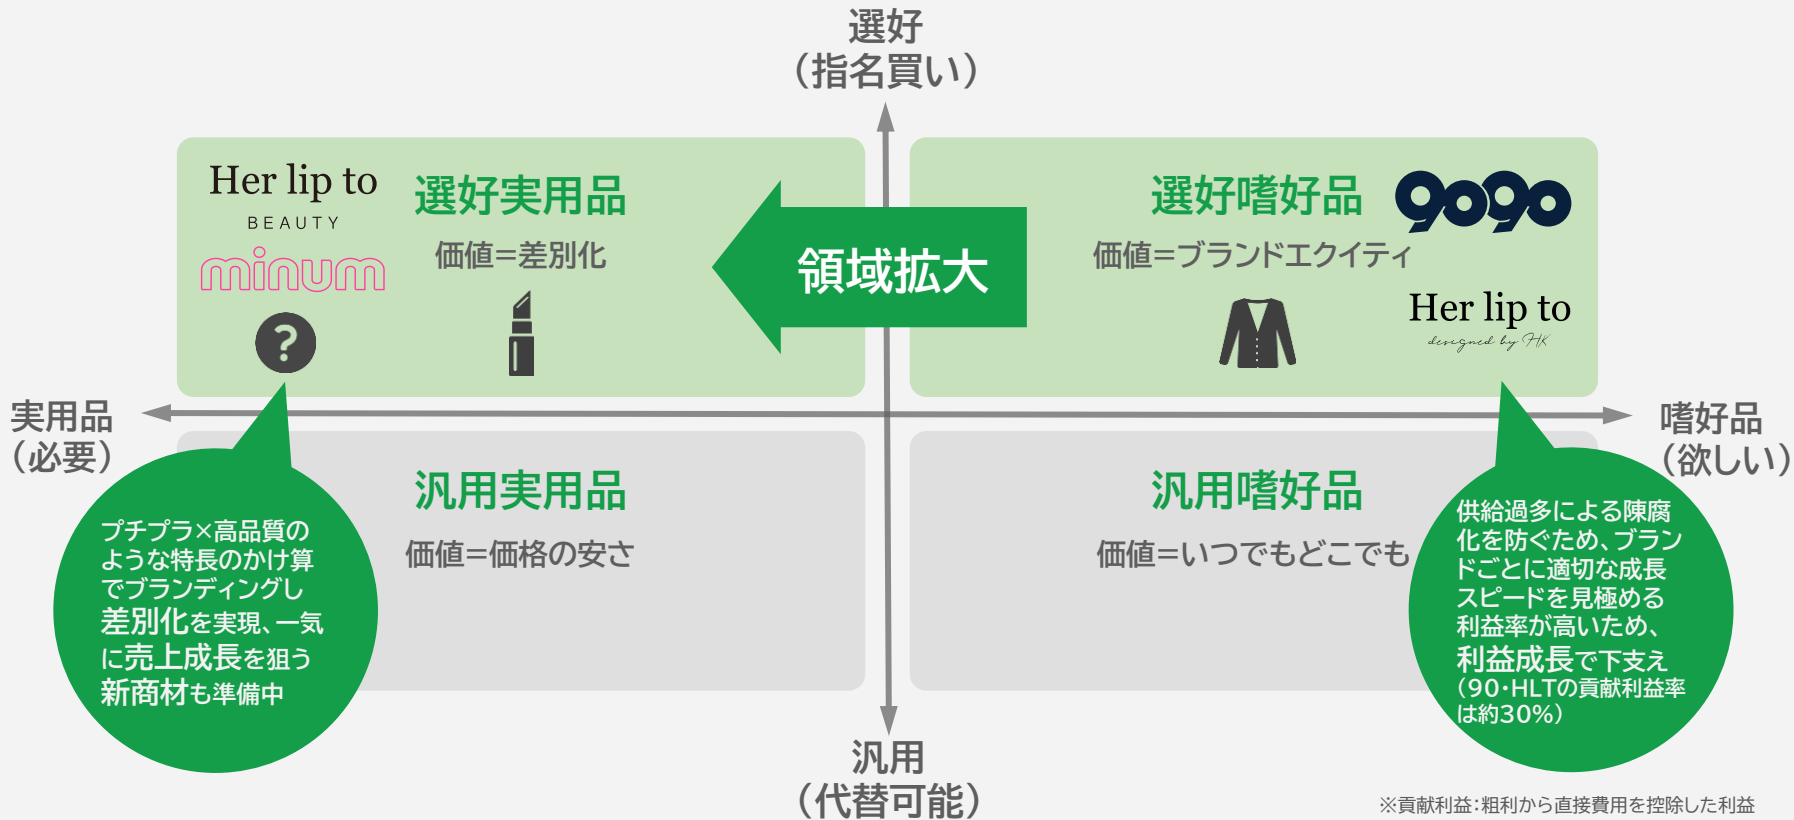 選好
（指名買い）
Her lip to
BEAUTY
minum
?
選好実用品
価値=差別化
領域拡大
選好嗜好品
価値=ブランドエクイティ
9090
Her lip to
designed by HK
実用品
（必要）
嗜好品
（欲しい）
汎用実用品
価値=価格の安さ
汎用嗜好品
価値=いつでもどこでも
プチプラ×高品質の
ような特長のかけ算
でブランディングし
差別化を実現、一気
に売上成長を狙う
新商材も準備中
供給過多による陳腐
化を防ぐため、ブラン
ドごとに適切な成長
スピードを見極める
利益率が高いため、
利益成長で下支え
（90・HLTの貢献利益率
は約30%）
汎用
（代替可能）
※貢献利益：粗利から直接費用を控除した利益